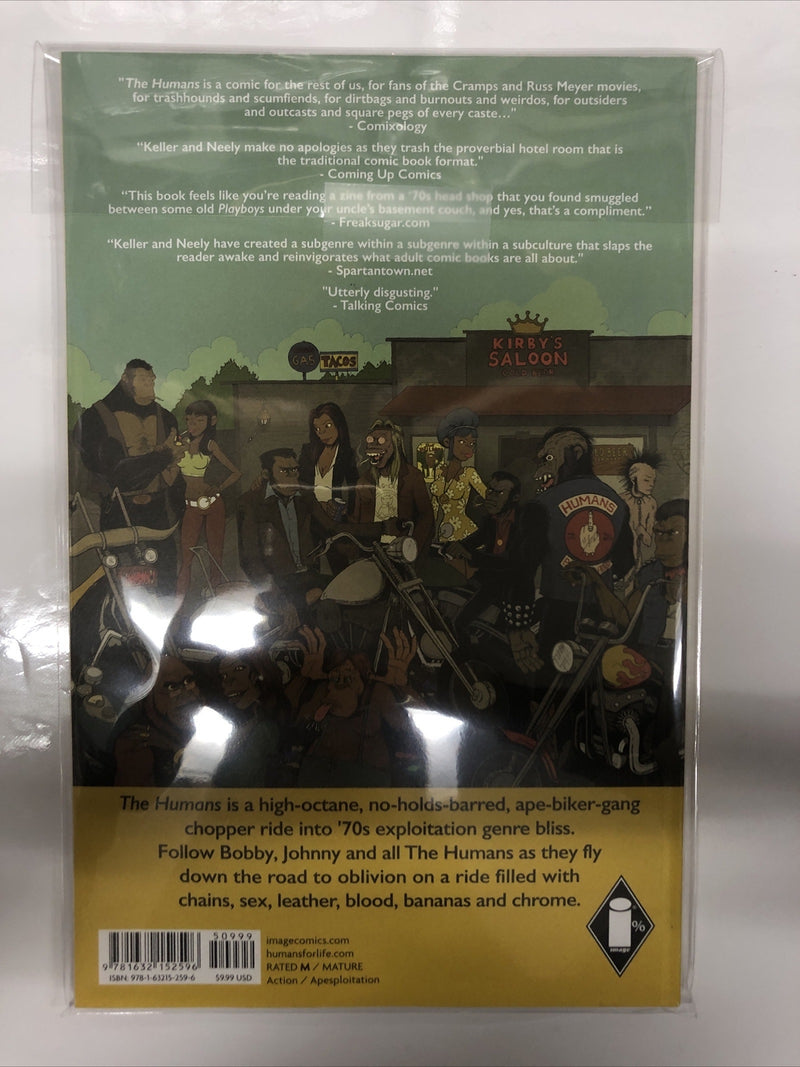 "The Humans is a comic for the rest of us, for fans of the Cramps and Russ Meyer movies,
for trashhounds and scumfiends, for dirtbags and burnouts and weirdos, for outsiders
and outcasts and square pegs of every caste..."
- Comixology
"Keller and Neely make no apologies as they trash the proverbial hotel room that is
the traditional comic book format."
- Coming Up Comics
"This book feels like you're reading a zine from a '70s head shop that you found smuggled
between some old Playboys under your uncle's basement couch, and yes, that's a compliment."
- Freaksugar.com
"Keller and Neely have created a subgenre within a subgenre within a subculture that slaps the
reader awake and reinvigorates what adult comic books are all about."
- Spartantown.net
"Utterly disgusting."
- Talking Comics
KIRBY'S
SALOON
COLD BEER
GAS TACOS
HUMANS
The Humans is a high-octane, no-holds-barred, ape-biker-gang
chopper ride into '70s exploitation genre bliss.
Follow Bobby, Johnny and all The Humans as they fly
down the road to oblivion on a ride filled with
chains, sex, leather, blood, bananas and chrome.
i%
image
50999
9 781632 152596
ISBN: 978-1-63215-259-6 $9.99 USD
imagecomics.com
humansforlife.com
RATED M / MATURE
Action / Apesploitation